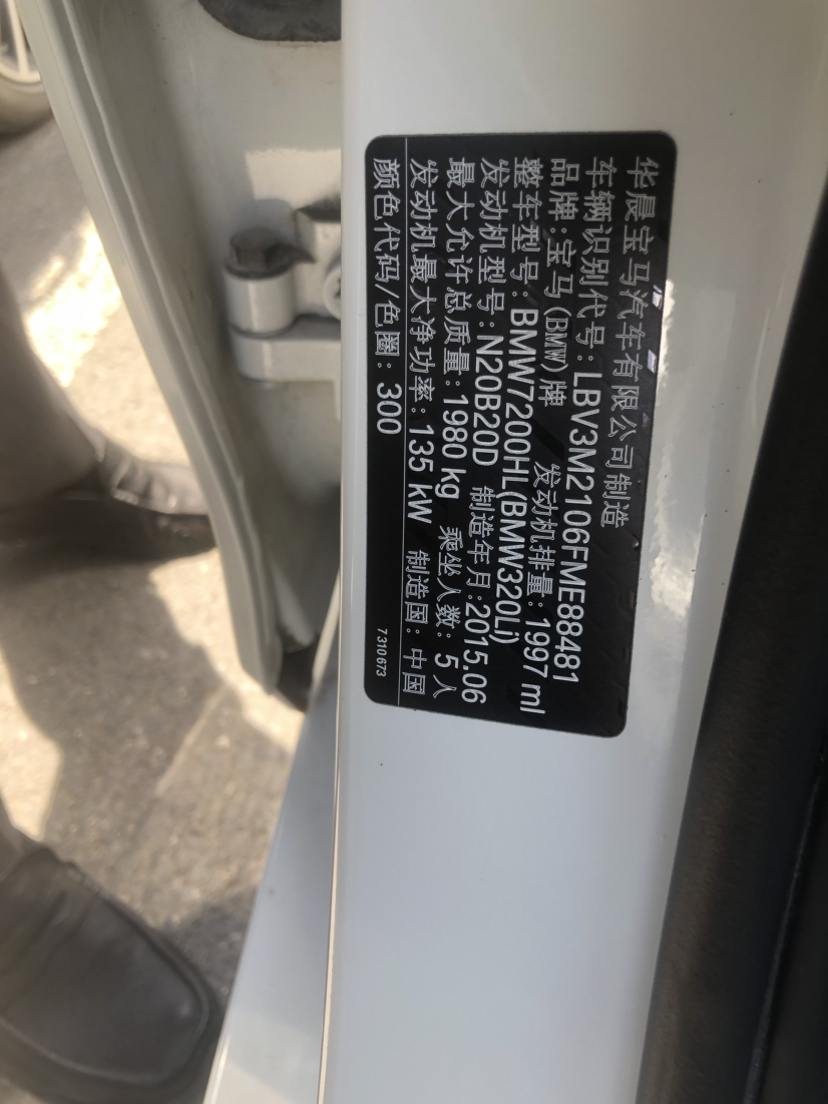 华晨宝马汽车有限公司制造
车辆识别代号：LBV3M2106FME88481
品牌：宝马(BMW)牌 发动机排量：1997 ml
整车型号：BMW7200HL(BMW320Li)
发动机型号：N20B20D 制造年月：2015.06
最大允许总质量：1980 kg 乘坐人数：5 人
发动机最大净功率：135 kW 制造国：中国
颜色代码/色圈：300 7310673